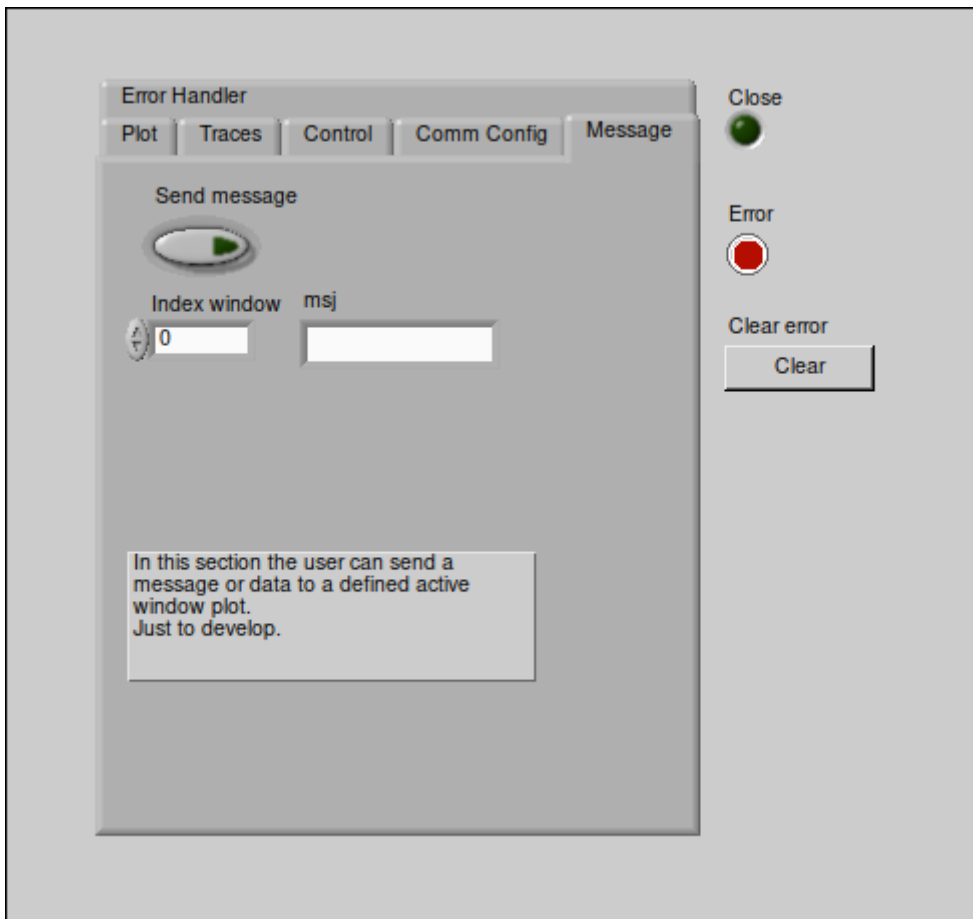 Error Handler
Close
Plot
Traces
Control
Comm Config
Message
Send message
Error
Index window
msj
0
Clear error
Clear
In this section the user can send a
message or data to a defined active
window plot.
Just to develop.